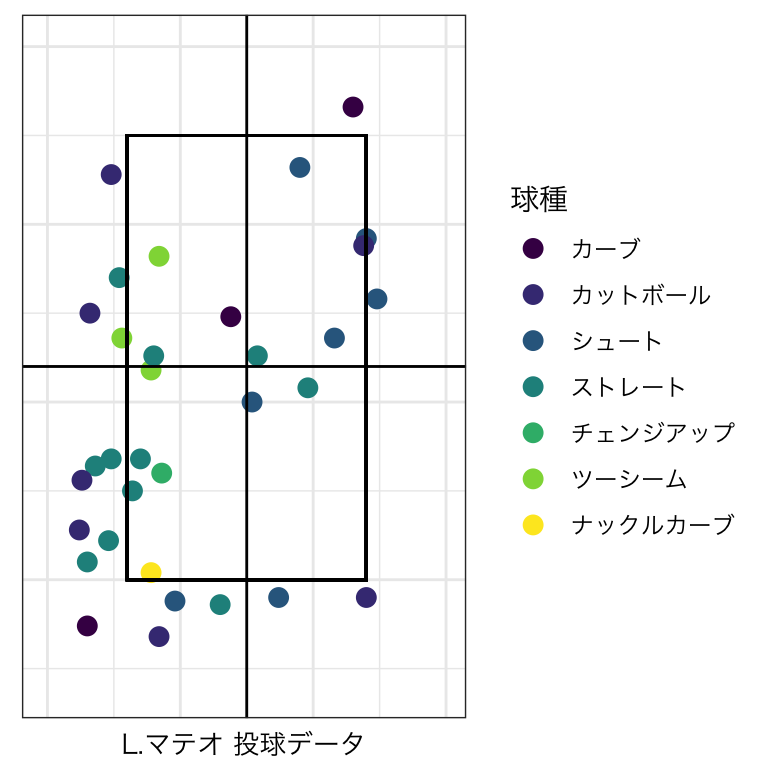 球種
カーブ
カットボール
シュート
ストレート
チェンジアップ
ツーシーム
ナックルカーブ
L.マテオ 投球データ